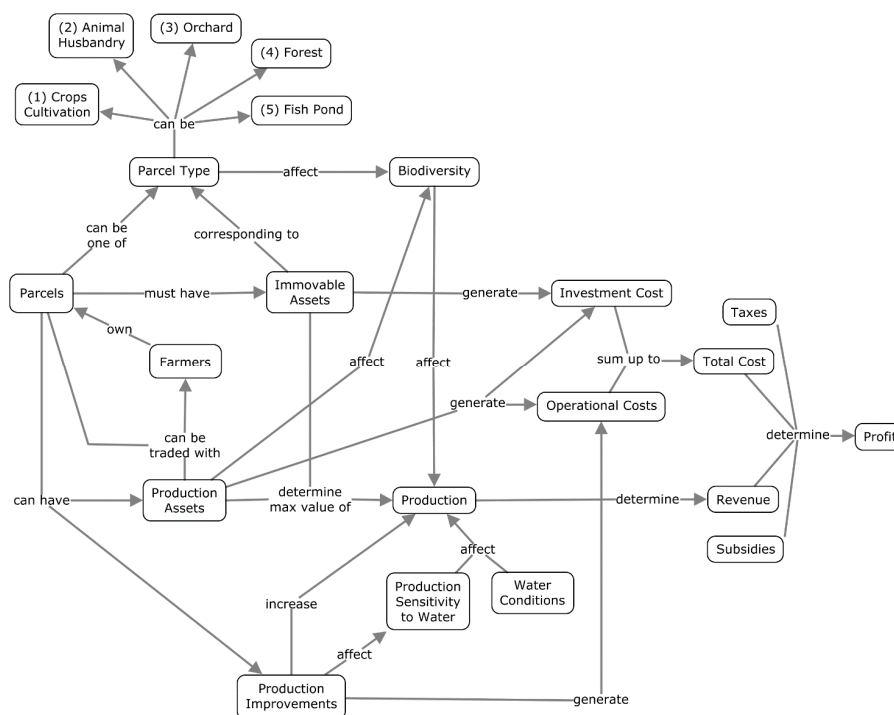 (2) Animal
Husbandry
(3) Orchard
(4) Forest
(1) Crops
Cultivation
(5) Fish Pond
can be
Parcel Type
affect
Biodiversity
can be
one of
corresponding to
Parcels
must have
Immovable
Assets
generate
Investment Cost
Taxes
own
Farmers
affect
affect
sum up to
Total Cost
generate
Operational Costs
can be
traded with
determine
Profit
can have
Production
Assets
determine
max value of
Production
determine
Revenue
affect
Subsidies
Production
Sensitivity
to Water
Water
Conditions
increase
affect
Production
Improvements
generate